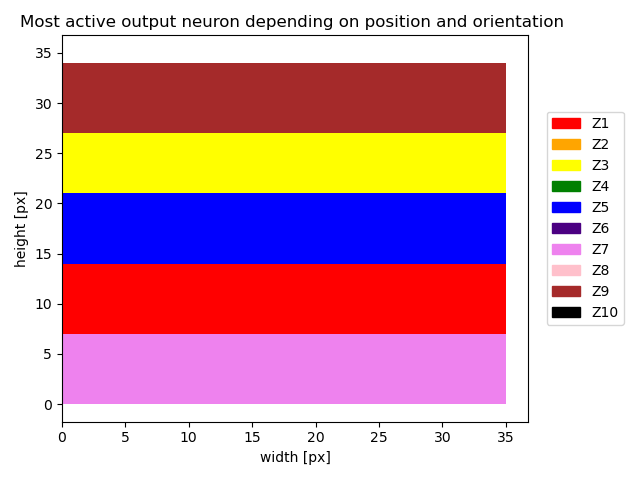 Most active output neuron depending on position and orientation
35
30
25
20
15
10
5
0
height [px]
0 5 10 15 20 25 30 35
width [px]
Z1
Z2
Z3
Z4
Z5
Z6
Z7
Z8
Z9
Z10